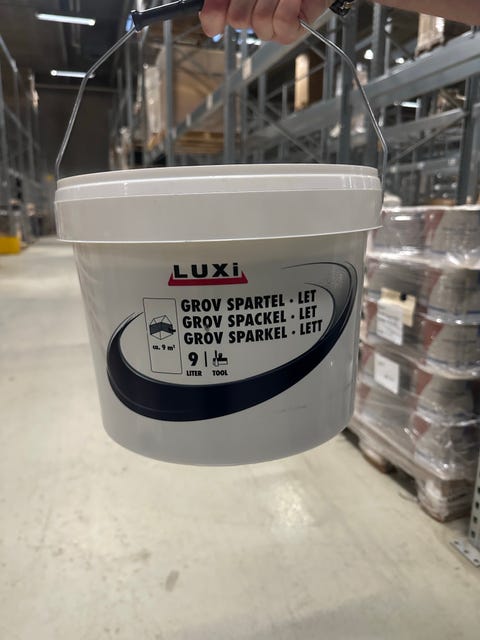 LUXi
GROV SPARTEL · LET
GROV SPACKEL · LET
GROV SPARKEL · LETT
ca. 9 m²
9
LITER
TOOL